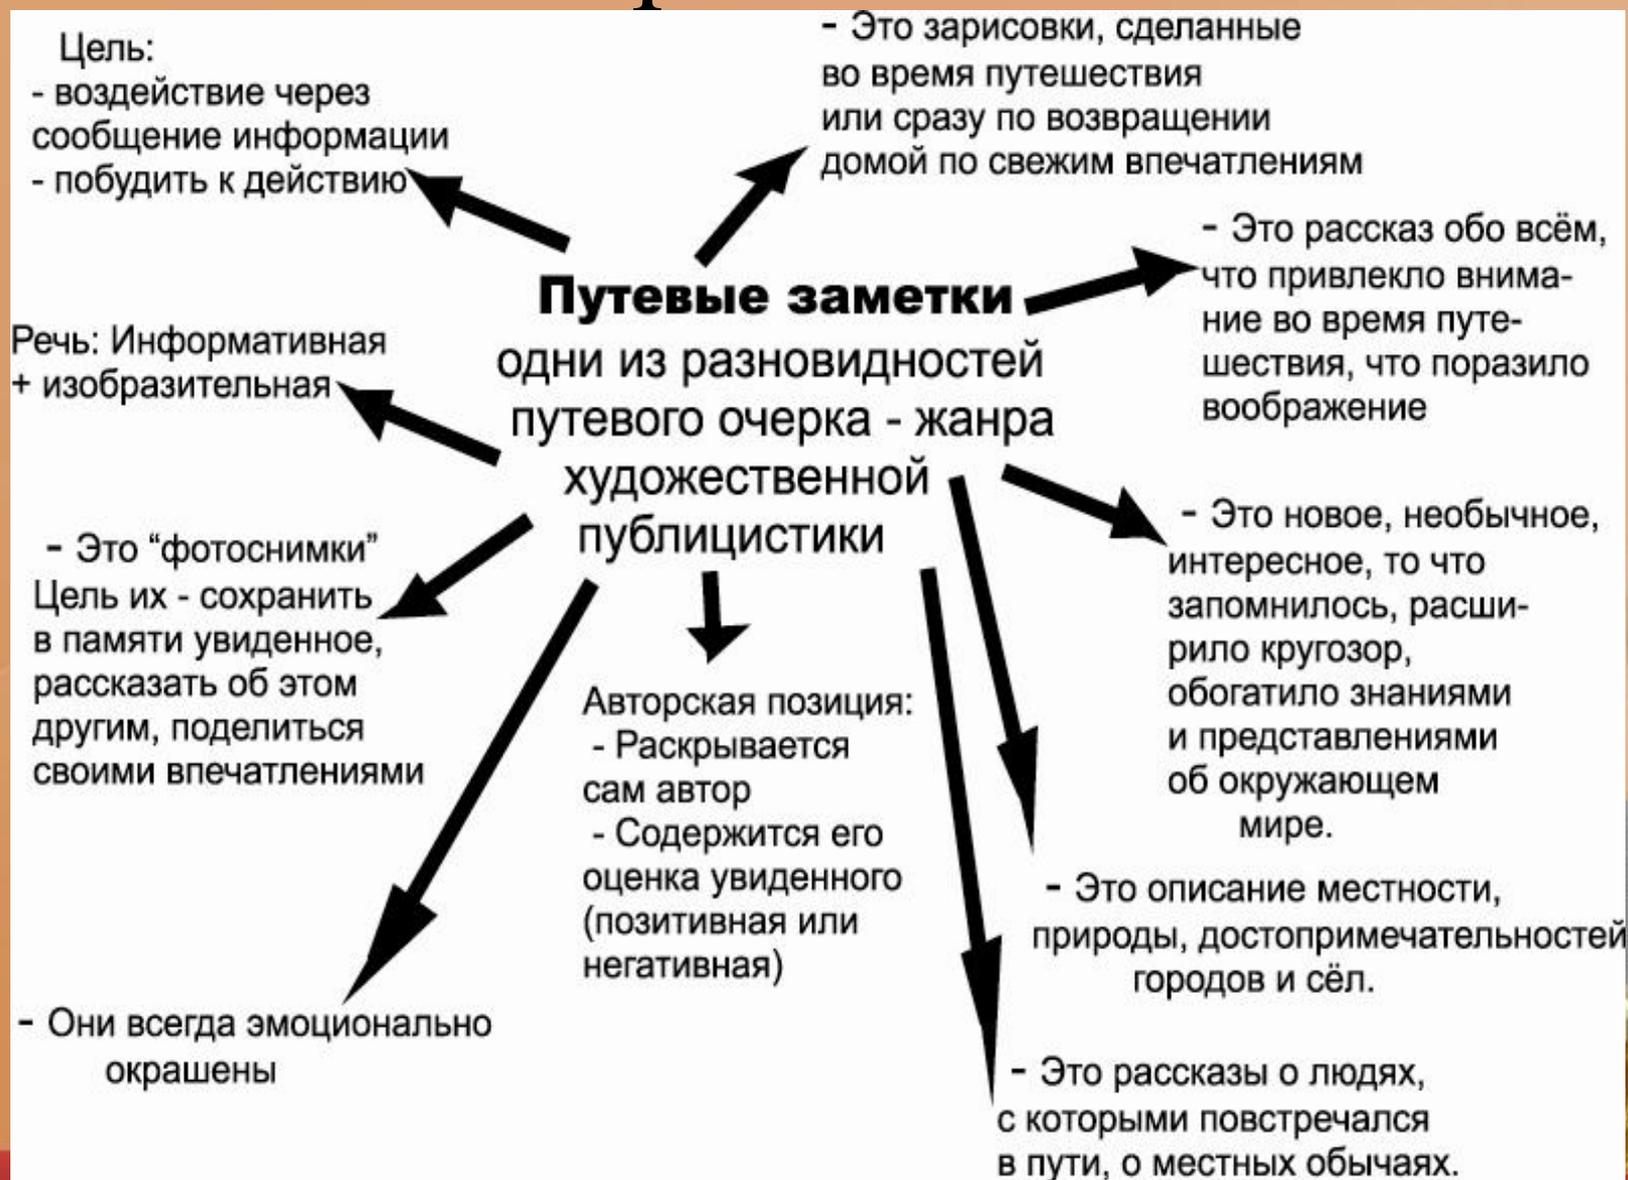 Цель:
- воздействие через
сообщение информации
- побудить к действию
- Это зарисовки, сделанные
во время путешествия
или сразу по возвращении
домой по свежим впечатлениям
- Это рассказ обо всём,
что привлекло внима-
ние во время путе-
шествия, что поразило
воображение
Путевые заметки
одни из разновидностей
путевого очерка - жанра
художественной
публицистики
Речь: Информативная
+ изобразительная
- Это “фотоснимки”
Цель их - сохранить
в памяти увиденное,
рассказать об этом
другим, поделиться
своими впечатлениями
- Это новое, необычное,
интересное, то что
запомнилось, расши-
рило кругозор,
обогатило знаниями
и представлениями
об окружающем
мире.
Авторская позиция:
- Раскрывается
сам автор
- Содержится его
оценка увиденного
(позитивная или
негативная)
- Это описание местности,
природы, достопримечательностей
городов и сёл.
- Они всегда эмоционально
окрашены
- Это рассказы о людях,
с которыми повстречался
в пути, о местных обычаях.